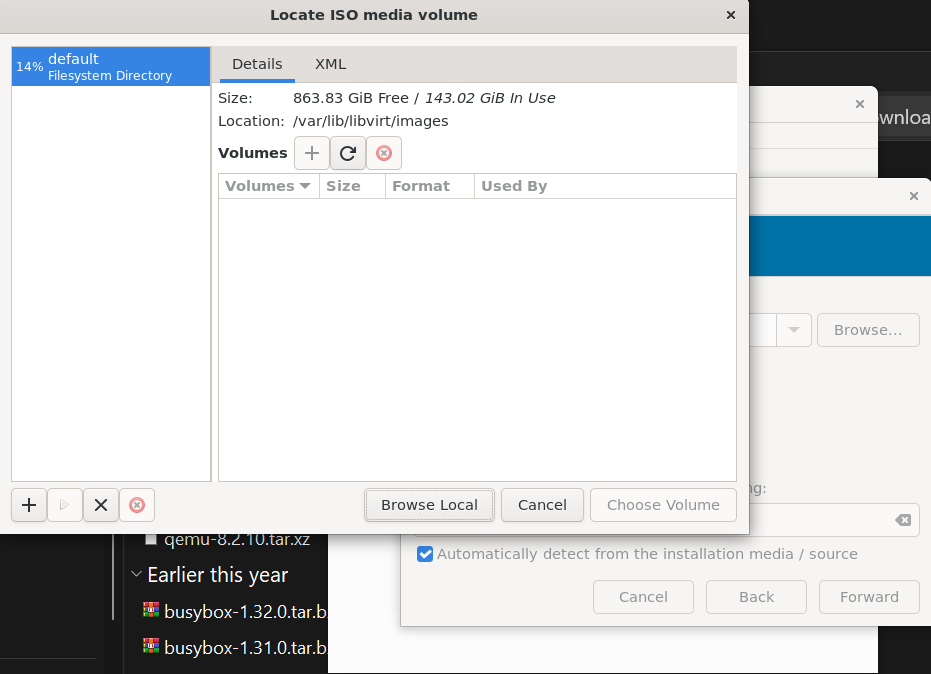 Locate ISO media volume
14% default
Filesystem Directory
Details XML
Size: 863.83 GiB Free / 143.02 GiB In Use
Location: /var/lib/libvirt/images
Volumes
Volumes Size Format Used By
Browse Local Cancel Choose Volume
Browse...
Automatically detect from the installation media / source
Cancel Back Forward
qemu-8.2.10.tar.xz
Earlier this year
busybox-1.32.0.tar.b
busybox-1.31.0.tar.b